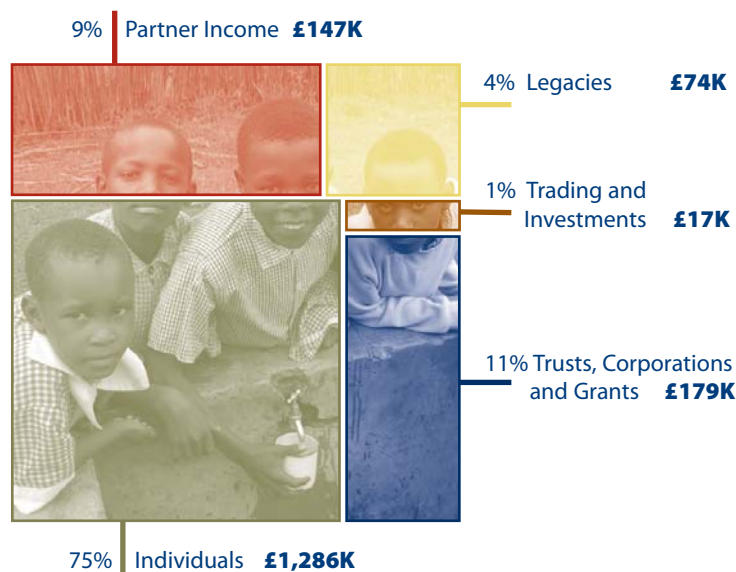 9% Partner Income £147K
4% Legacies £74K
1% Trading and
Investments £17K
11% Trusts, Corporations
and Grants £179K
75% Individuals £1,286K